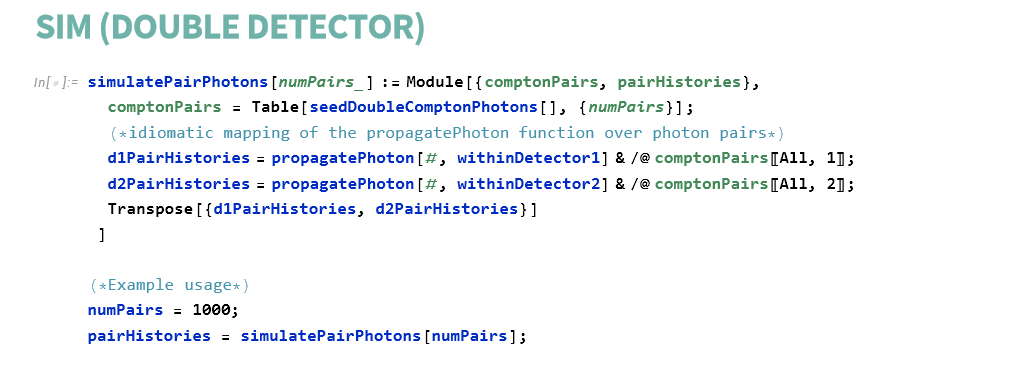 SIM (DOUBLE DETECTOR)
In[◦]:= simulatePairPhotons[numPairs_] := Module[{comptonPairs, pairHistories},
comptonPairs = Table[seedDoubleComptonPhotons[], {numPairs}];
(*idiomatic mapping of the propagatePhoton function over photon pairs*)
d1PairHistories = propagatePhoton[#, withinDetector1] & /@ comptonPairs〚All, 1〛;
d2PairHistories = propagatePhoton[#, withinDetector2] & /@ comptonPairs〚All, 2〛;
Transpose[{d1PairHistories, d2PairHistories}]
]
(*Example usage*)
numPairs = 1000;
pairHistories = simulatePairPhotons[numPairs];